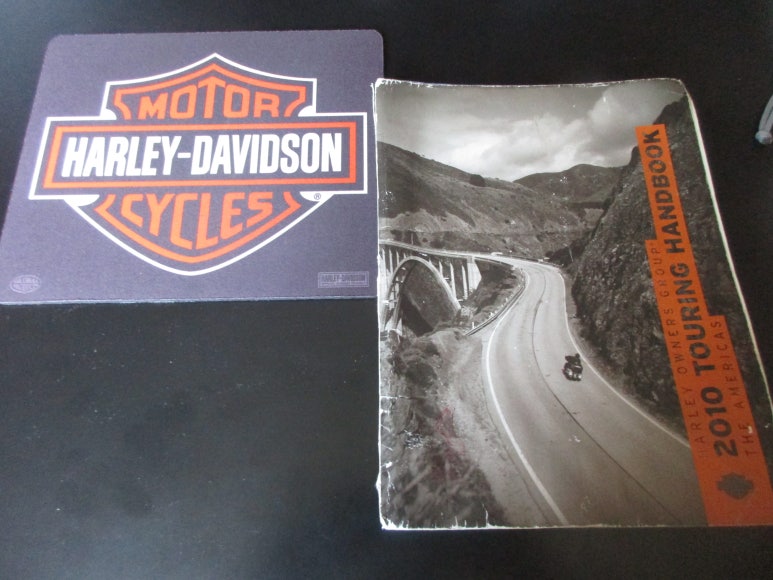 MOTOR
HARLEY-DAVIDSON
CYCLES
®
HARLEY OWNERS GROUP
2010 TOURING HANDBOOK
THE AMERICAS